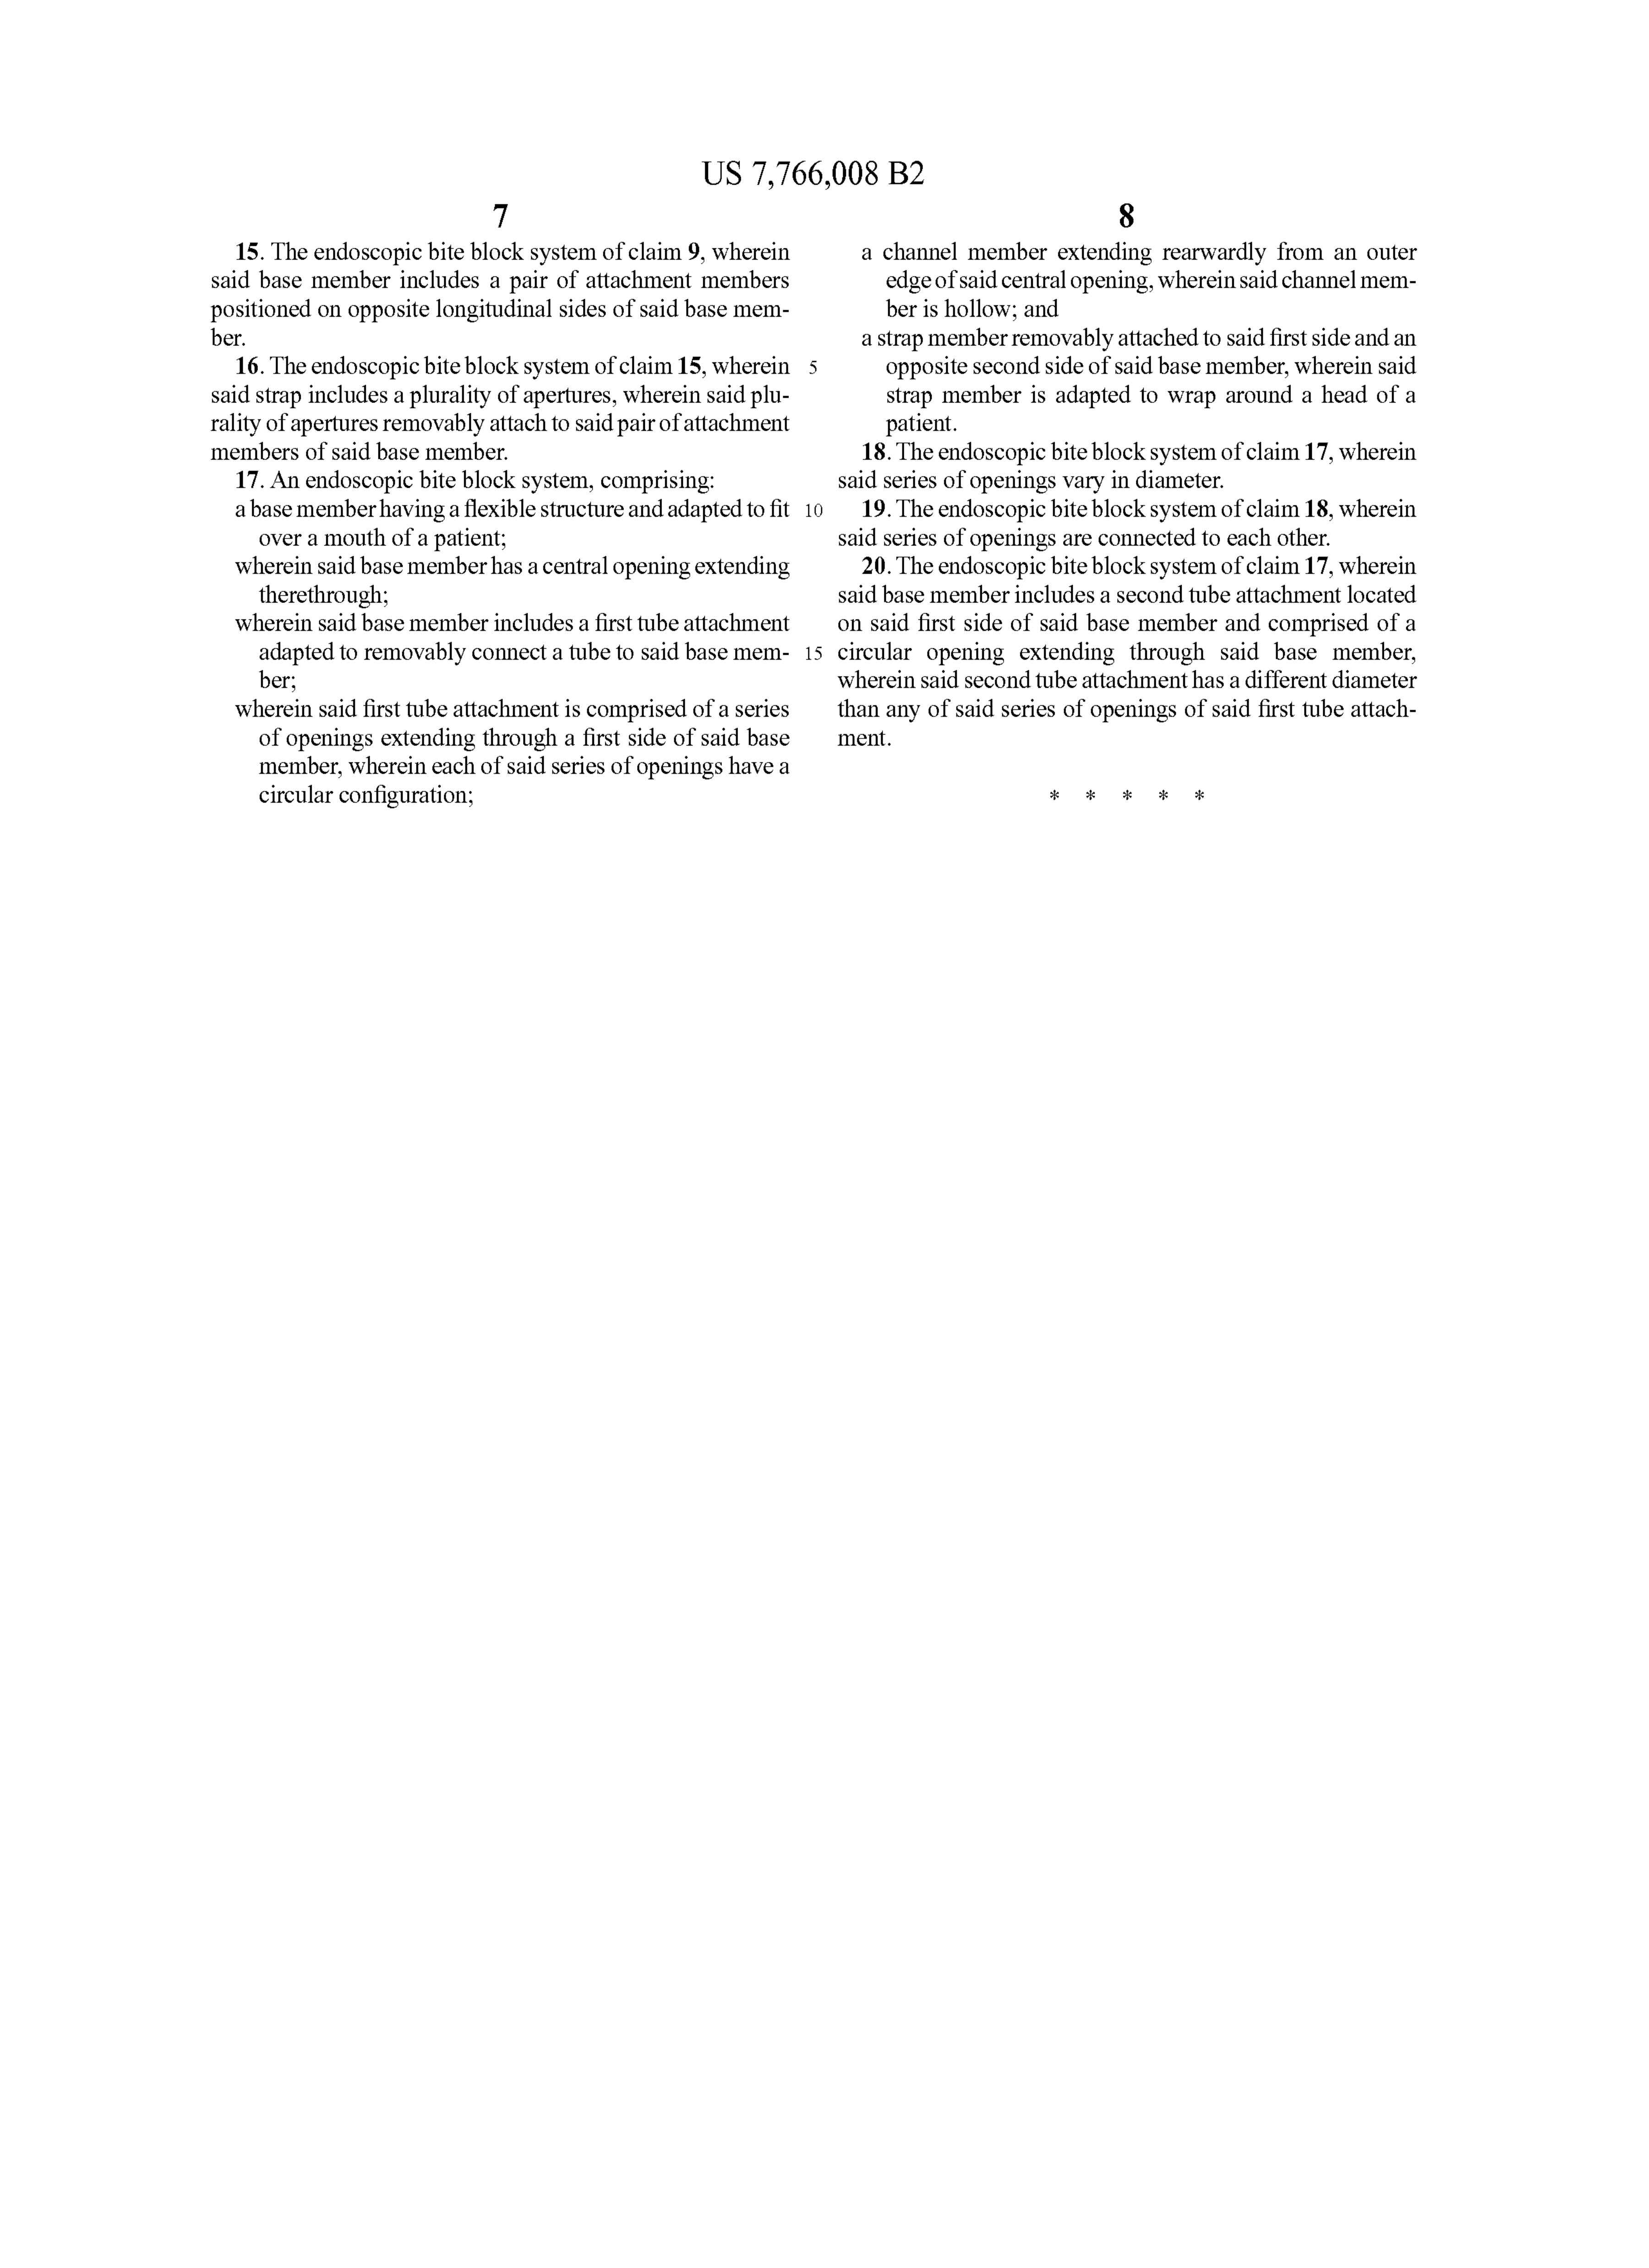 US 7,766,008 B2
7
15. The endoscopic bite block system of claim 9, wherein
said base member includes a pair of attachment members
positioned on opposite longitudinal sides of said base mem-
ber.
16. The endoscopic bite block system of claim 15, wherein
said strap includes a plurality of apertures, wherein said plu-
rality of apertures removably attach to said pair of attachment
members of said base member.
17. An endoscopic bite block system, comprising:
a base member having a flexible structure and adapted to fit
over a mouth of a patient;
wherein said base member has a central opening extending
therethrough;
wherein said base member includes a first tube attachment
adapted to removably connect a tube to said base mem-
ber;
wherein said first tube attachment is comprised of a series
of openings extending through a first side of said base
member, wherein each of said series of openings have a
circular configuration;
5
10
15
8
a channel member extending rearwardly from an outer
edge of said central opening, wherein said channel mem-
ber is hollow; and
a strap member removably attached to said first side and an
opposite second side of said base member, wherein said
strap member is adapted to wrap around a head of a
patient.
18. The endoscopic bite block system of claim 17, wherein
said series of openings vary in diameter.
19. The endoscopic bite block system of claim 18, wherein
said series of openings are connected to each other.
20. The endoscopic bite block system of claim 17, wherein
said base member includes a second tube attachment located
on said first side of said base member and comprised of a
circular opening extending through said base member,
wherein said second tube attachment has a different diameter
than any of said series of openings of said first tube attach-
ment.
* * * * *